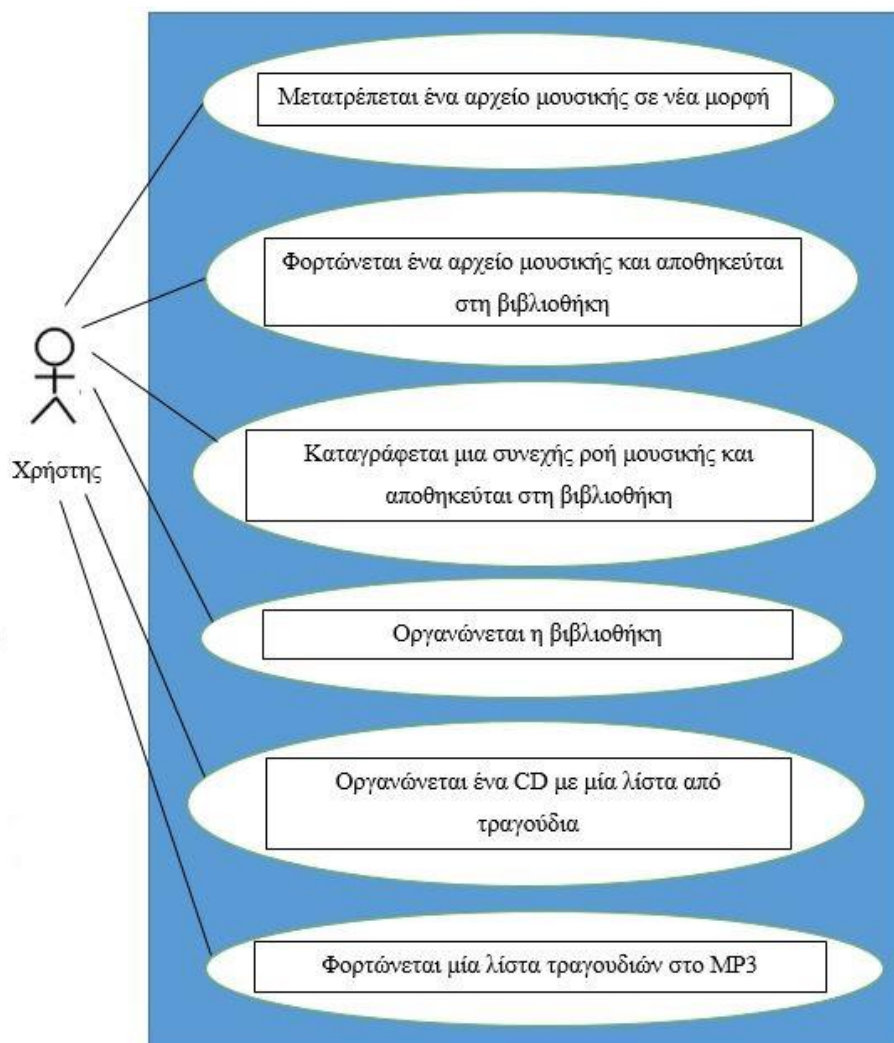 Μετατρέπεται ένα αρχείο μουσικής σε νέα μορφή
Φορτώνεται ένα αρχείο μουσικής και αποθηκεύται
στη βιβλιοθήκη
Καταγράφεται μια συνεχής ροή μουσικής και
αποθηκεύται στη βιβλιοθήκη
Χρήστης
Οργανώνεται η βιβλιοθήκη
Οργανώνεται ένα CD με μία λίστα από
τραγούδια
Φορτώνεται μία λίστα τραγουδιών στο MP3